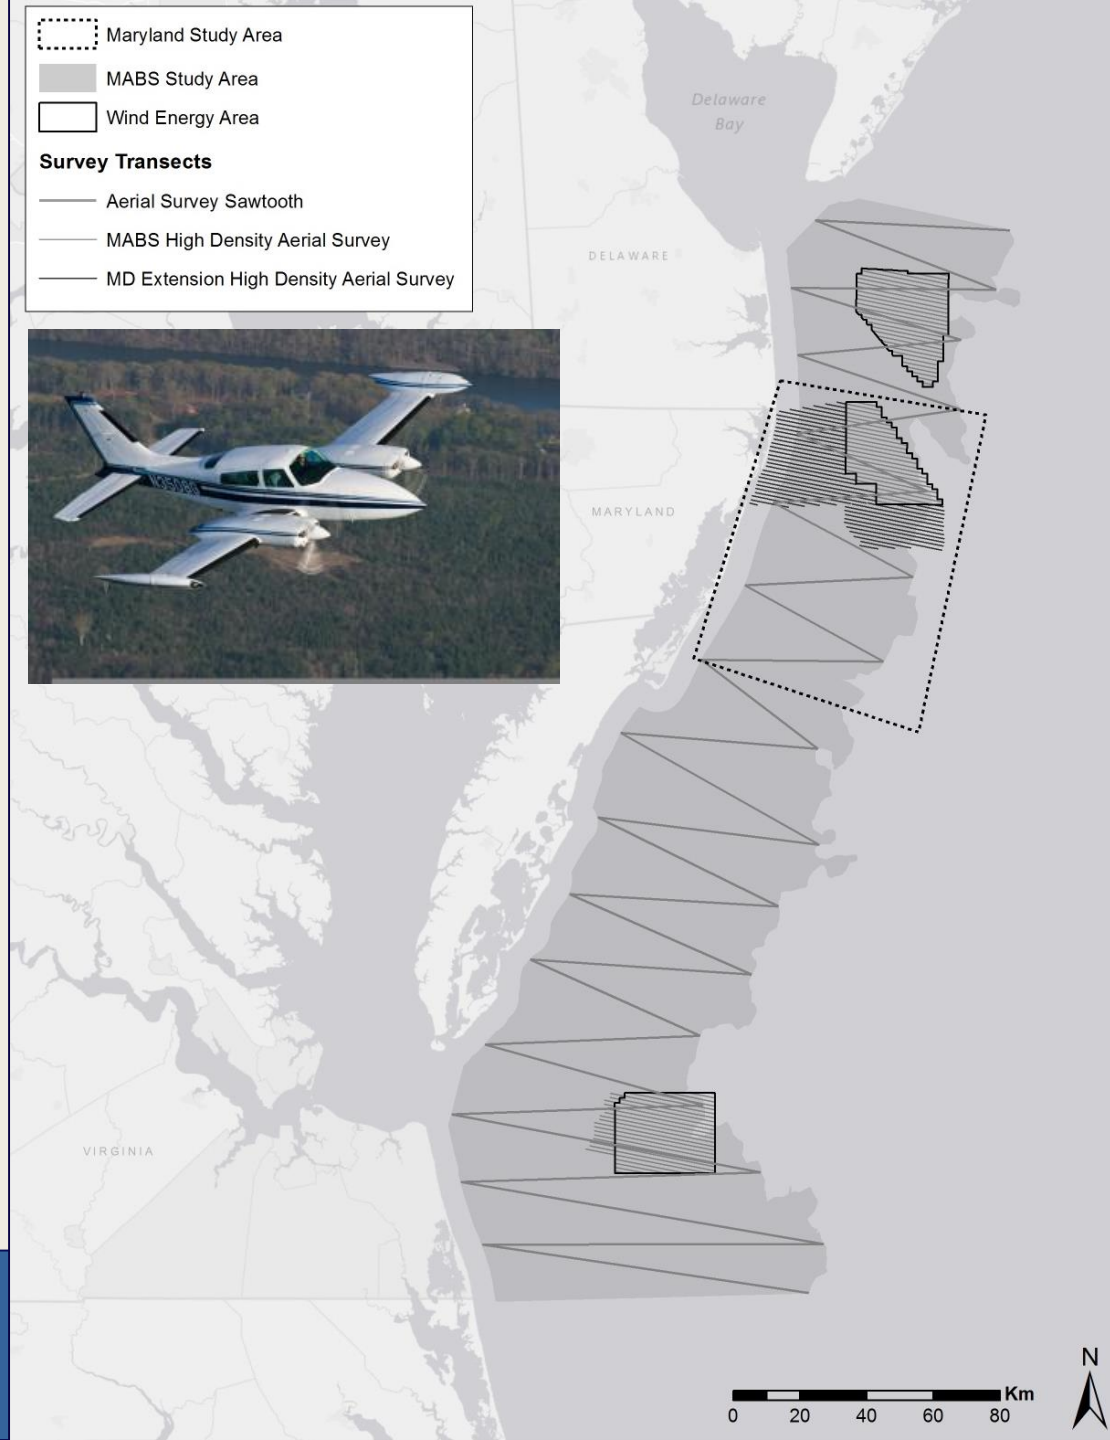 Maryland Study Area
MABS Study Area
Wind Energy Area
Survey Transects
Aerial Survey Sawtooth
MABS High Density Aerial Survey
MD Extension High Density Aerial Survey
Delaware
Bay
DELAWARE
MARYLAND
VIRGINIA
N
Km
0 20 40 60 80